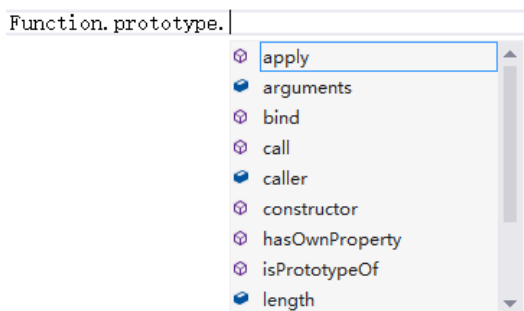 Function.prototype.
apply
arguments
bind
call
caller
constructor
hasOwnProperty
isPrototypeOf
length